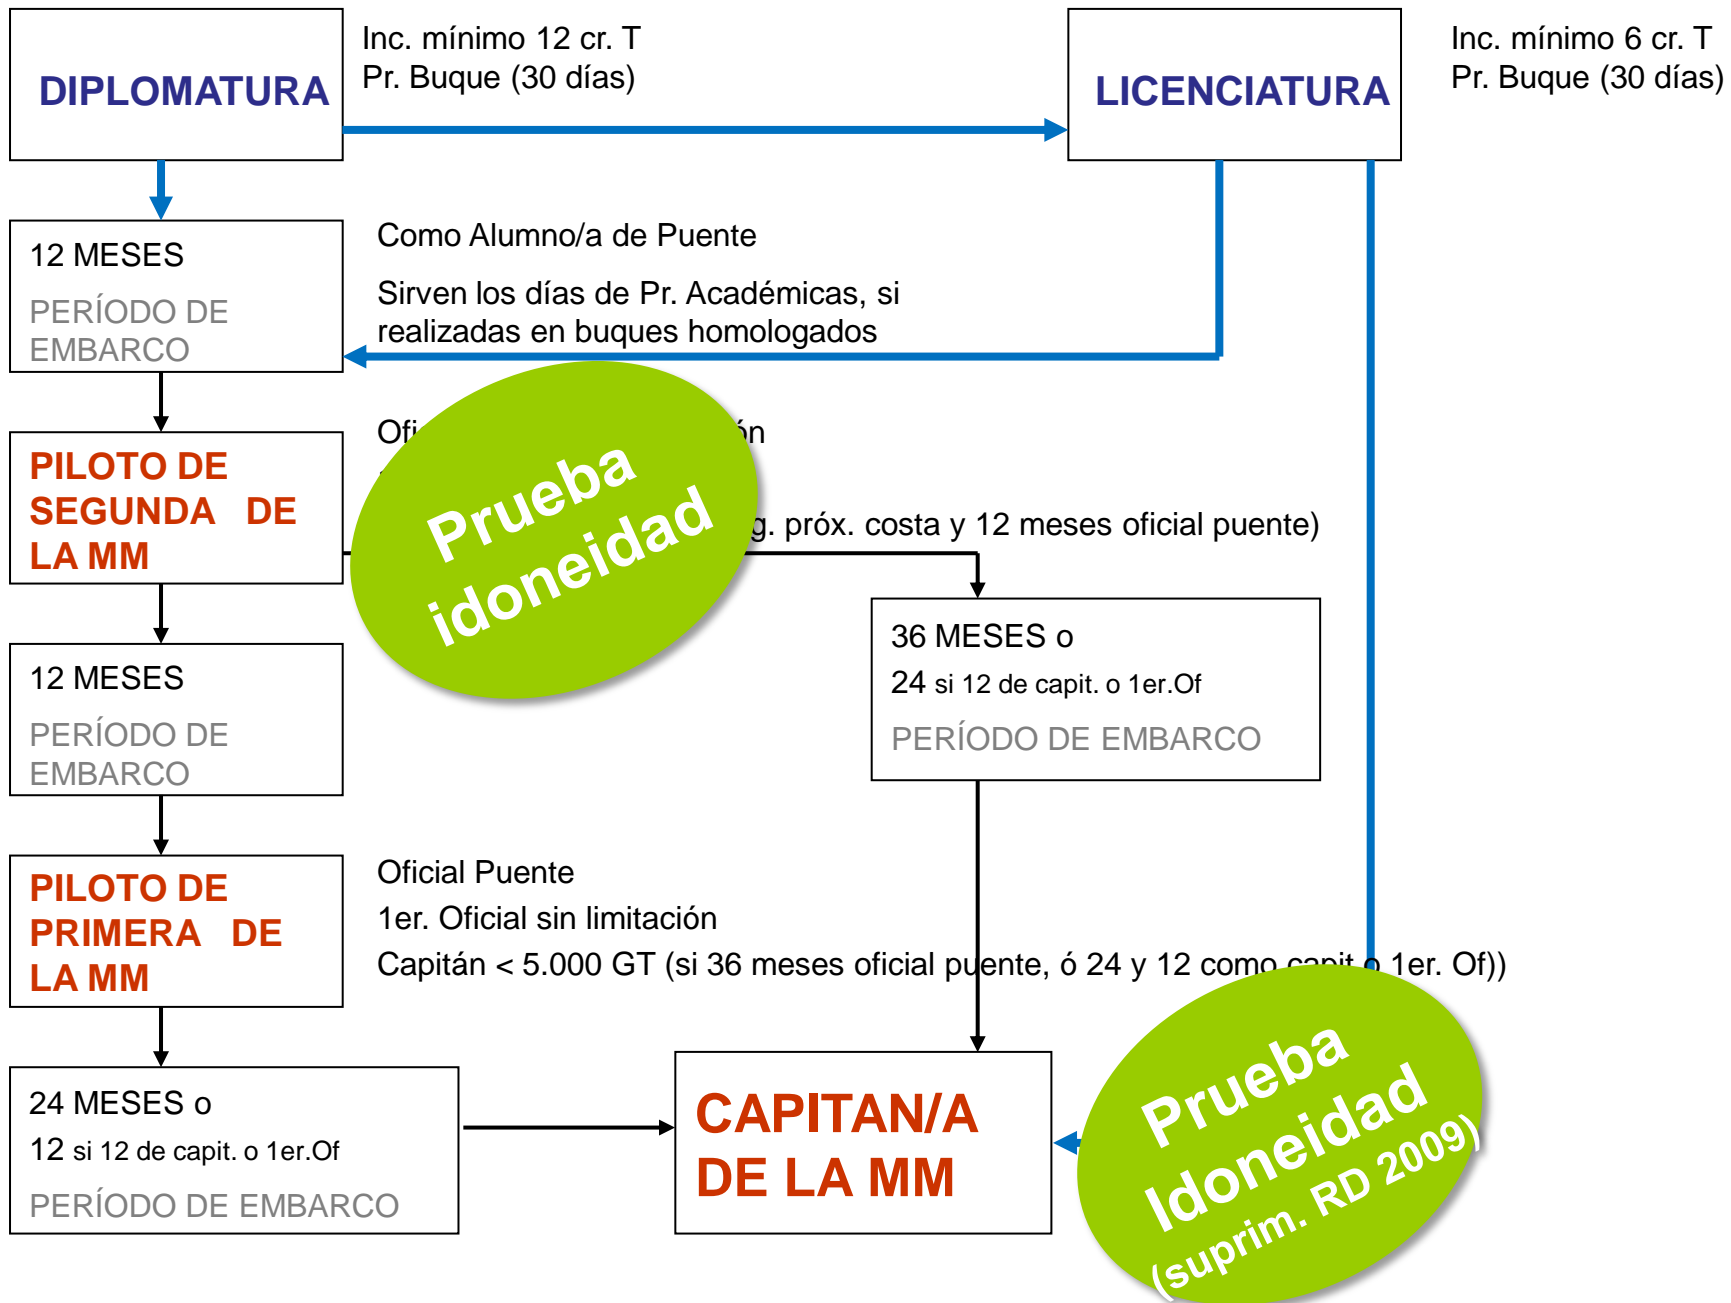 DIPLOMATURA
Inc. mínimo 12 cr. T
Pr. Buque (30 días)
LICENCIATURA
Inc. mínimo 6 cr. T
Pr. Buque (30 días)
12 MESES
PERÍODO DE
EMBARCO
Como Alumno/a de Puente
Sirven los días de Pr. Académicas, si
realizadas en buques homologados
PILOTO DE
SEGUNDA DE
LA MM
Prueba
idoneidad
próx. costa y 12 meses oficial puente)
12 MESES
PERÍODO DE
EMBARCO
36 MESES o
24 si 12 de capit. o 1er.Of
PERÍODO DE EMBARCO
PILOTO DE
PRIMERA DE
LA MM
Oficial Puente
1er. Oficial sin limitación
Capitán < 5.000 GT (si 36 meses oficial puente, ó 24 y 12 como capit o 1er. Of))
24 MESES o
12 si 12 de capit. o 1er.Of
PERÍODO DE EMBARCO
CAPITAN/A
DE LA MM
Prueba
Idoneidad
(suprim. RD 2009)